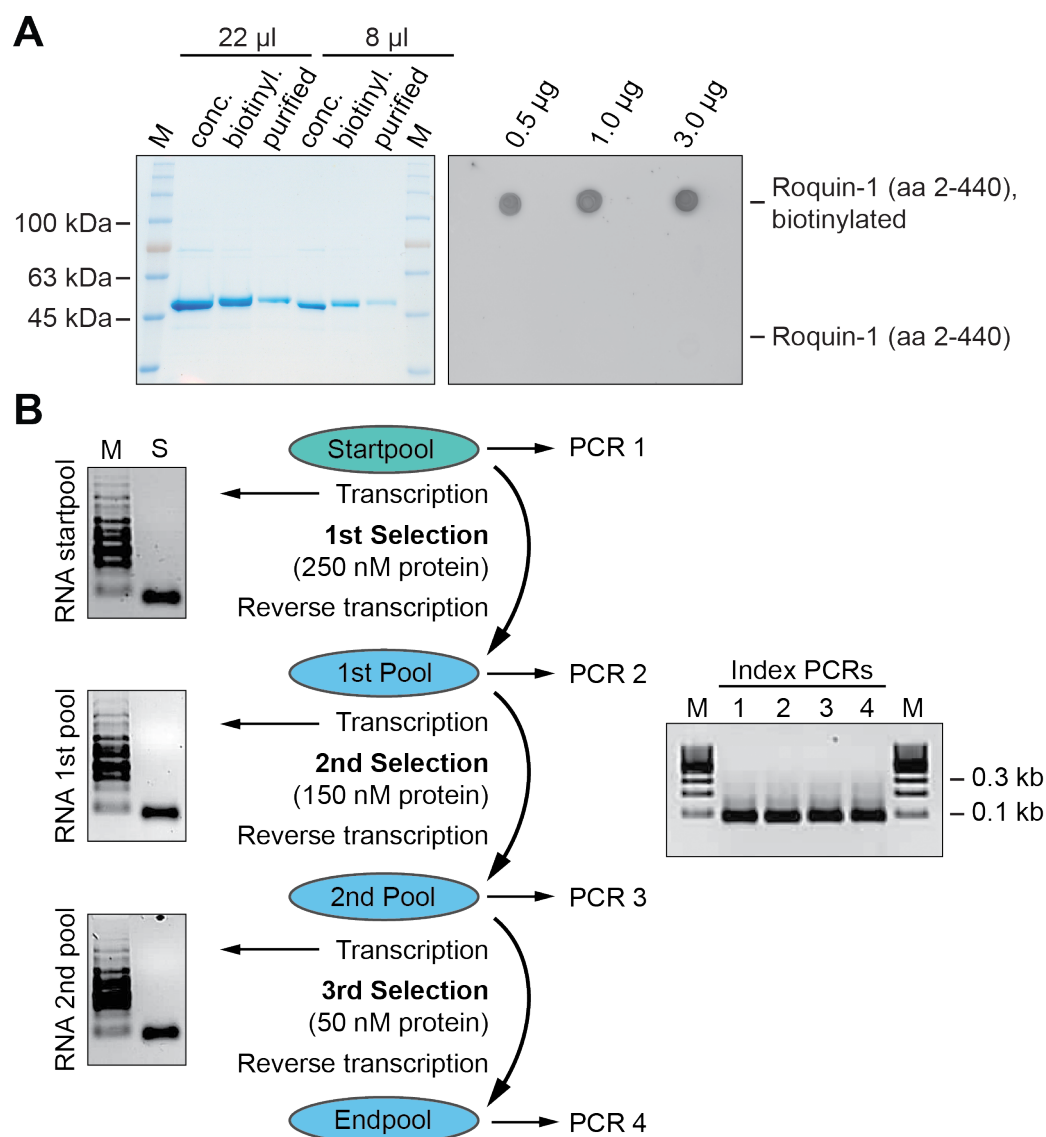 A
22 µl 8 µl
M conc. biotinyl. purified conc. biotinyl. purified M
0.5 µg 1.0 µg 3.0 µg
100 kDa
63 kDa
45 kDa
Roquin-1 (aa 2-440),
biotinylated
Roquin-1 (aa 2-440)
B
M S
RNA startpool
Startpool
PCR 1
Transcription
1st Selection
(250 nM protein)
Reverse transcription
1st Pool
PCR 2
RNA 1st pool
Transcription
2nd Selection
(150 nM protein)
Reverse transcription
Index PCRs
M 1 2 3 4 M
0.3 kb
0.1 kb
2nd Pool
PCR 3
RNA 2nd pool
Transcription
3rd Selection
(50 nM protein)
Reverse transcription
Endpool
PCR 4